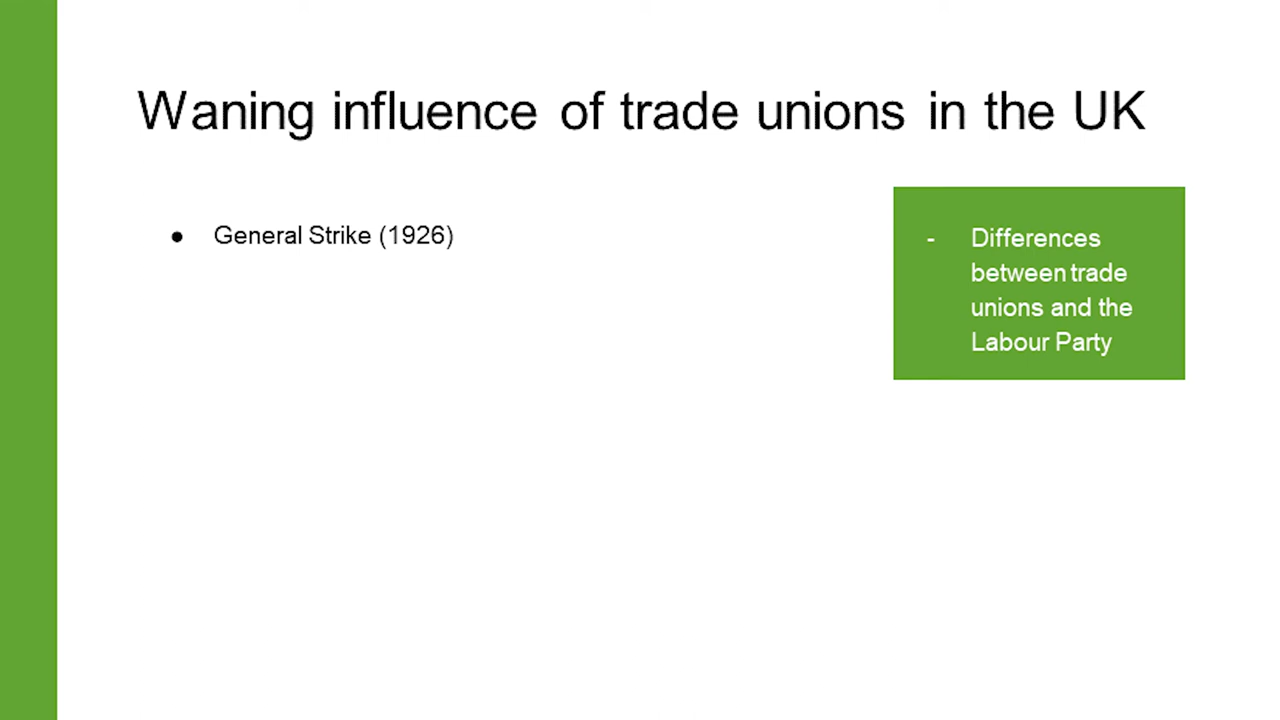 Waning influence of trade unions in the UK
● General Strike (1926)
- Differences
between trade
unions and the
Labour Party